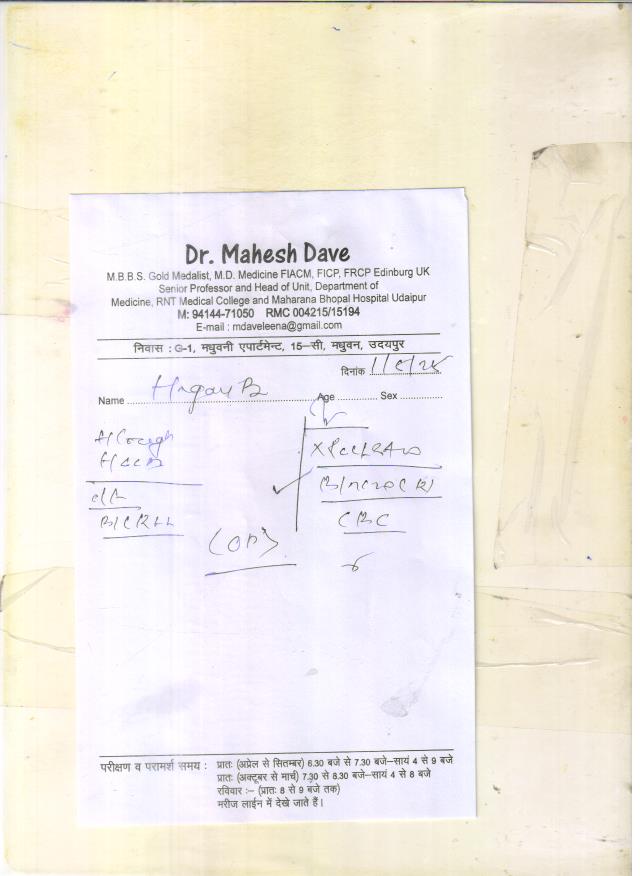 Dr. Mahesh Dave
M.B.B.S. Gold Medalist, M.D. Medicine FIACM, FICP, FRCP Edinburg UK
Senior Professor and Head of Unit, Department of
Medicine, RNT Medical College and Maharana Bhopal Hospital Udaipur
M: 94144-71050 RMC 004215/15194
E-mail : mdaveleena@gmail.com
निवास : G-1, मधुवनी एपार्टमेन्ट, 15–सी, मधुवन, उदयपुर
दिनांक
Name Age Sex
CBC
परीक्षण व परामर्श समय : प्रातः (अप्रेल से सितम्बर) 6.30 बजे से 7.30 बजे–सायं 4 से 9 बजे
प्रातः (अक्टूबर से मार्च) 7.30 से 8.30 बजे–सायं 4 से 8 बजे
रविवार :– (प्रातः 8 से 9 बजे तक)
मरीज लाईन में देखे जाते हैं।